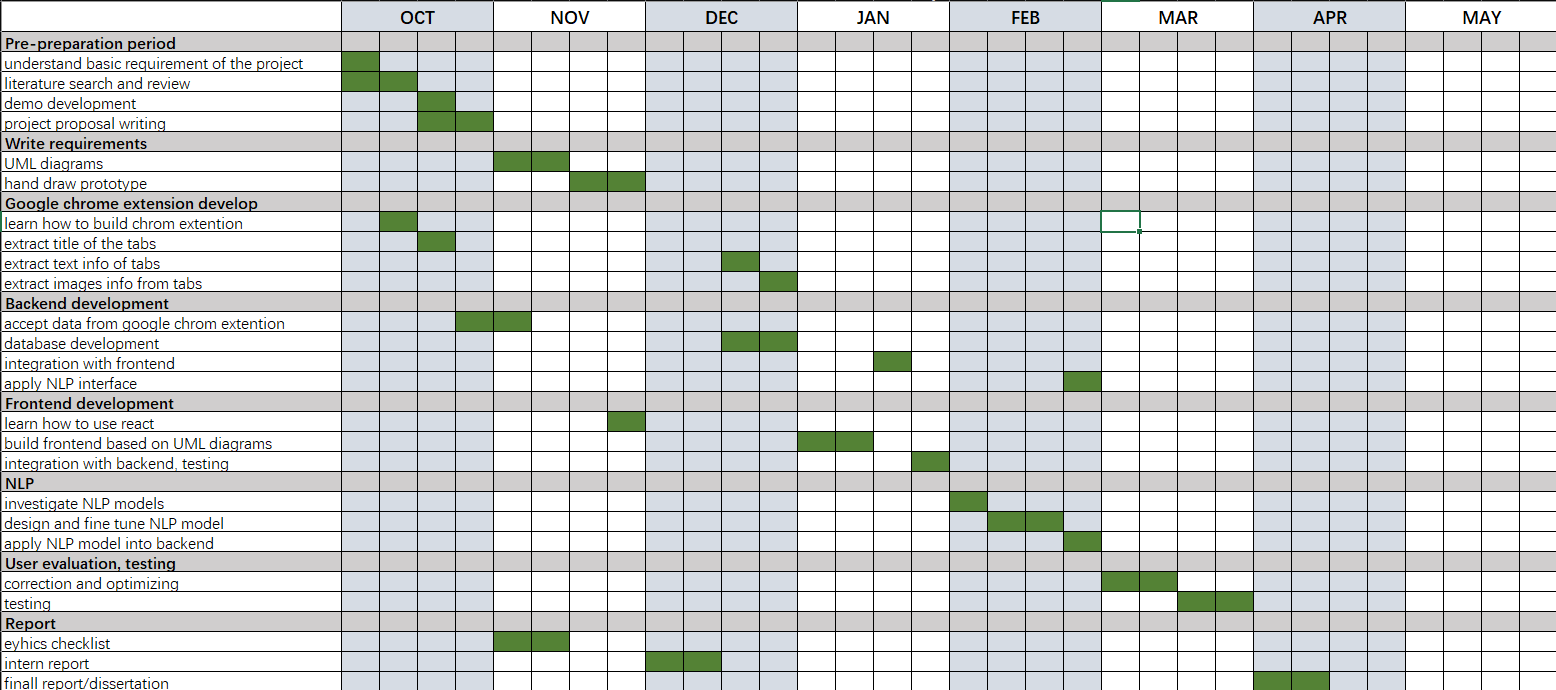 OCT NOV DEC JAN FEB MAR APR MAY
Pre-preparation period
understand basic requirement of the project
literature search and review
demo development
project proposal writing
Write requirements
UML diagrams
hand draw prototype
Google chrome extension develop
learn how to build chrom extention
extract title of the tabs
extract text info of tabs
extract images info from tabs
Backend development
accept data from google chrom extention
database development
integration with frontend
apply NLP interface
Frontend development
learn how to use react
build frontend based on UML diagrams
integration with backend, testing
NLP
investigate NLP models
design and fine tune NLP model
apply NLP model into backend
User evaluation, testing
correction and optimizing
testing
Report
eyhics checklist
intern report
finall report/dissertation